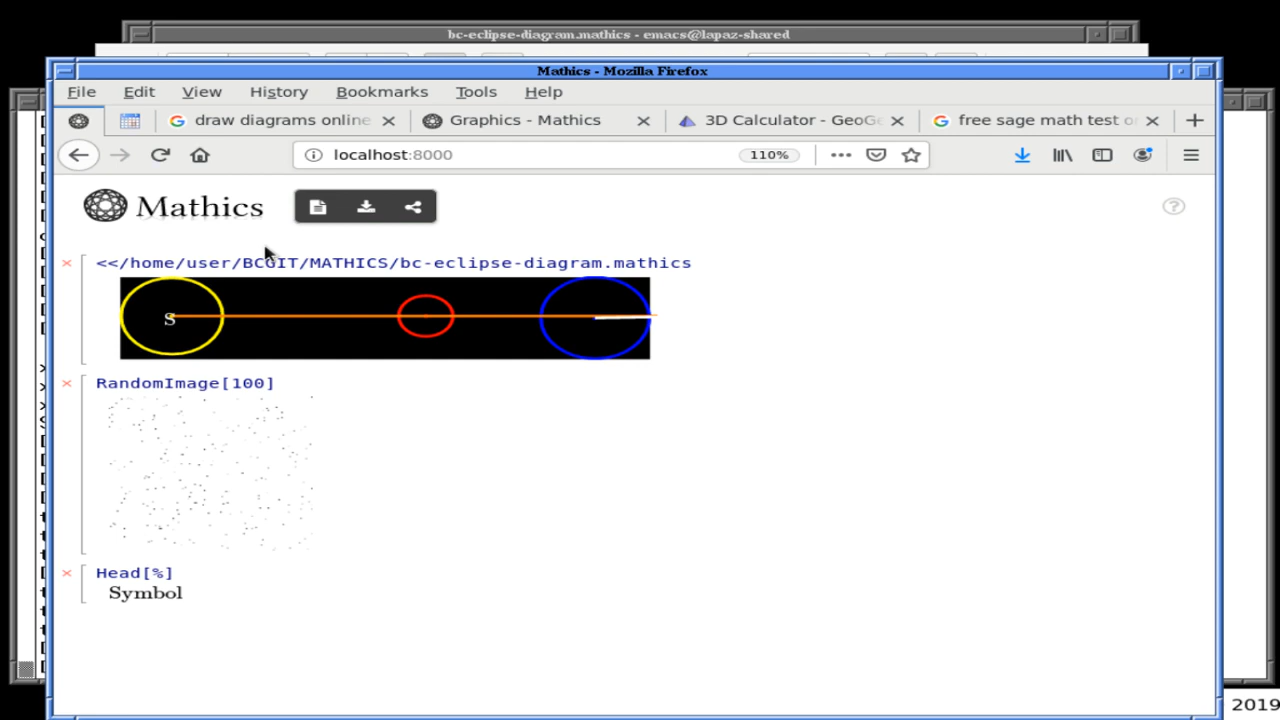 bc-eclipse-diagram.mathics - emacs@lapaz-shared
Mathics - Mozilla Firefox
File Edit View History Bookmarks Tools Help
draw diagrams online
Graphics - Mathics
3D Calculator - GeoGe
free sage math test or
localhost:8000
110%
Mathics
<</home/user/BCGIT/MATHICS/bc-eclipse-diagram.mathics
S
RandomImage[100]
Head[%]
Symbol
2019